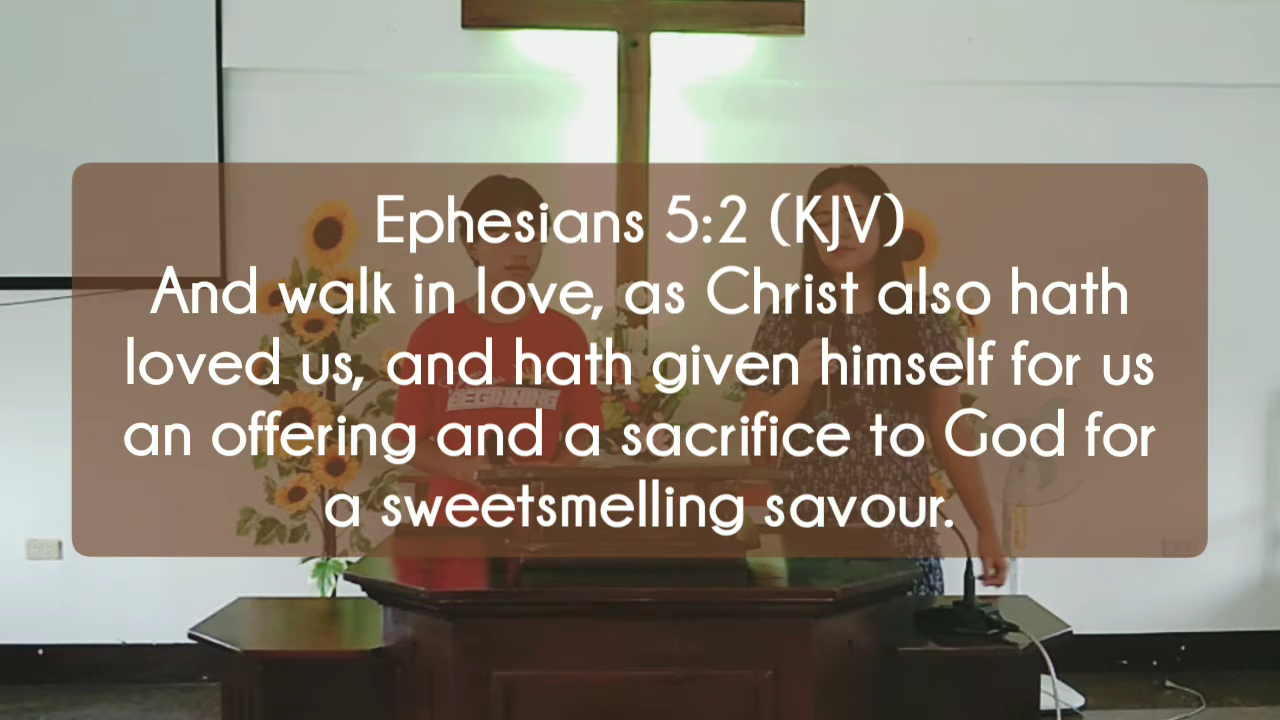 Ephesians 5:2 (KJV)
And walk in love, as Christ also hath
loved us, and hath given himself for us
an offering and a sacrifice to God for
a sweetsmelling savour.
BEGINNING